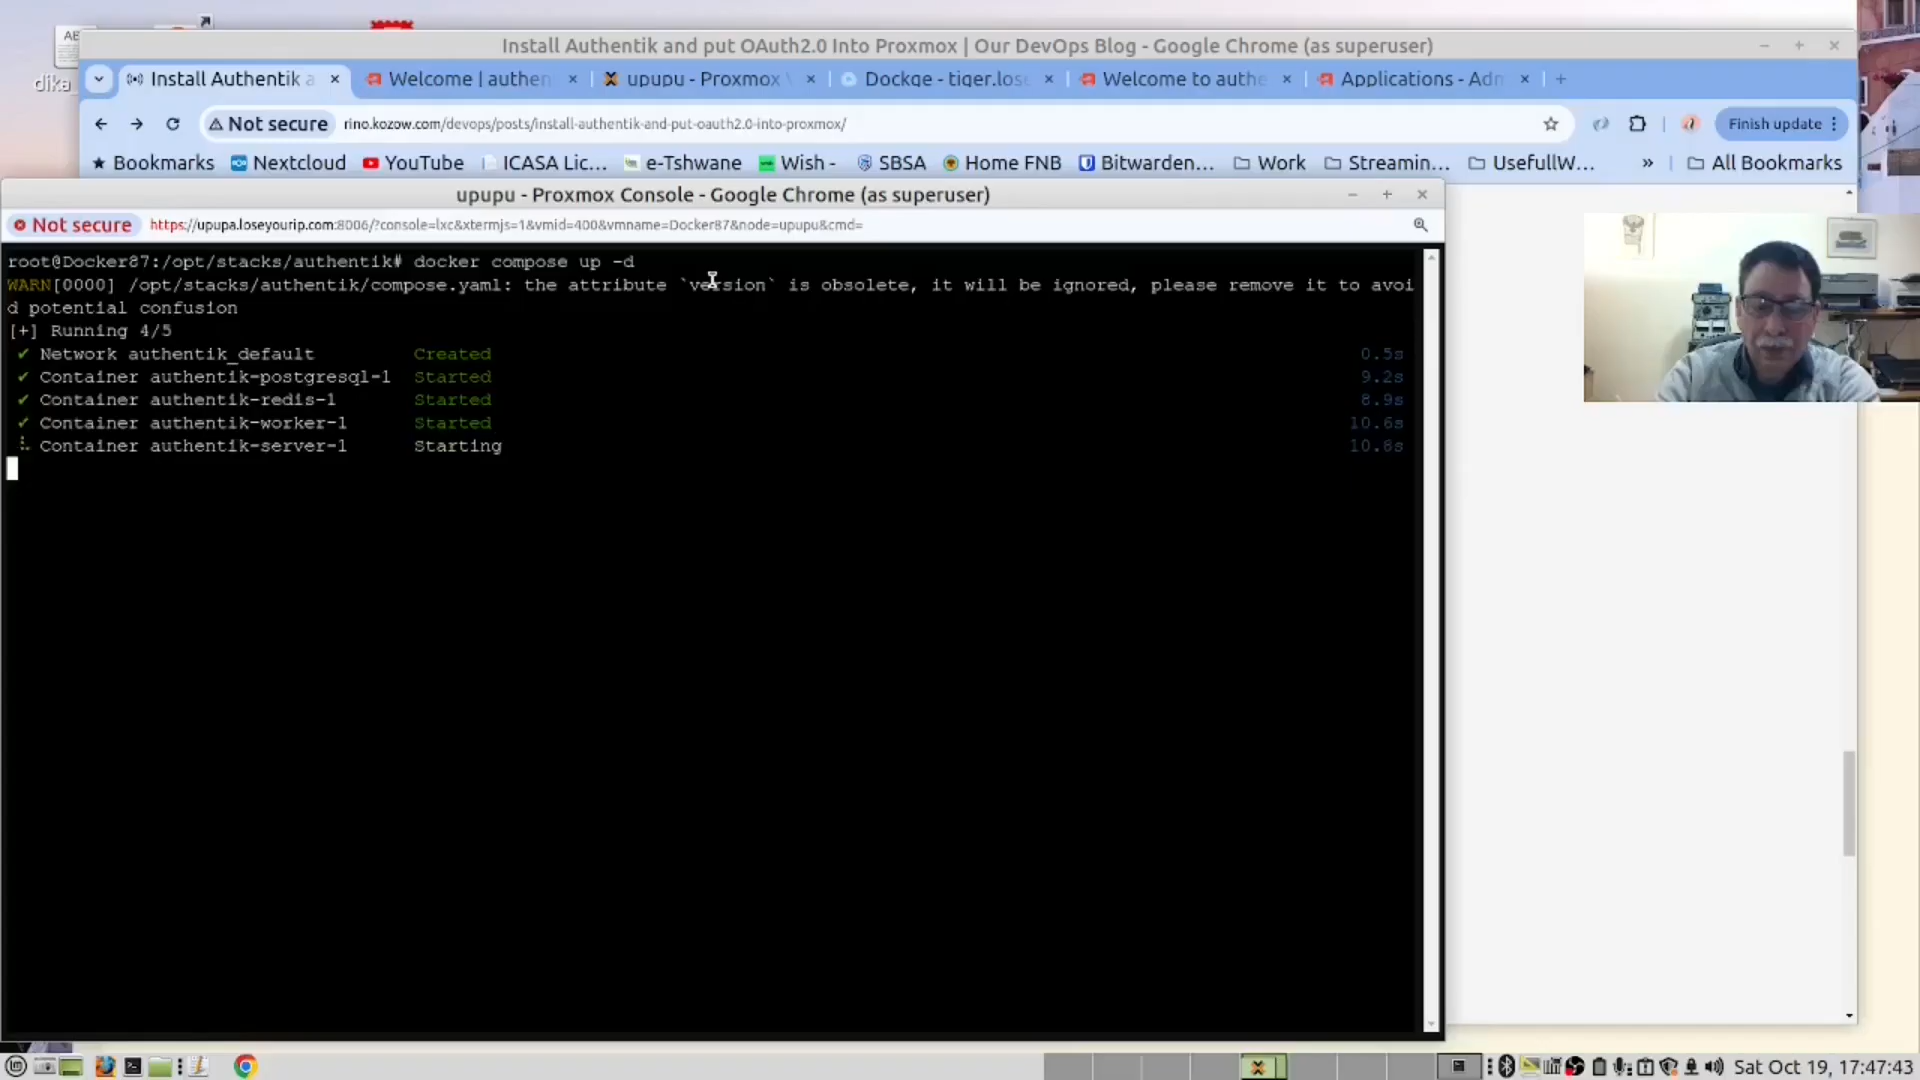 AB
dika
Install Authentik and put OAuth2.0 Into Proxmox | Our DevOps Blog - Google Chrome (as superuser)
Install Authentik a
Welcome | authen
upupu - Proxmox V
Dockge - tiger.lose
Welcome to authe
Applications - Adm
Not secure rino.kozow.com/devops/posts/install-authentik-and-put-oauth2.0-into-proxmox/
Finish update
Bookmarks Nextcloud YouTube ICASA Lic... e-Tshwane Wish - SBSA Home FNB Bitwarden... Work Streamin... UsefullW... » All Bookmarks
upupu - Proxmox Console - Google Chrome (as superuser)
Not secure https://upupa.loseyourip.com:8006/?console=lxc&xtermjs=1&vmid=400&vmname=Docker87&node=upupu&cmd=
root@Docker87:/opt/stacks/authentik# docker compose up -d
WARN[0000] /opt/stacks/authentik/compose.yaml: the attribute `version` is obsolete, it will be ignored, please remove it to avoi
d potential confusion
[+] Running 4/5
✔ Network authentik_default Created 0.5s
✔ Container authentik-postgresql-1 Started 9.2s
✔ Container authentik-redis-1 Started 8.9s
✔ Container authentik-worker-1 Started 10.6s
Container authentik-server-1 Starting 10.8s
Sat Oct 19, 17:47:43